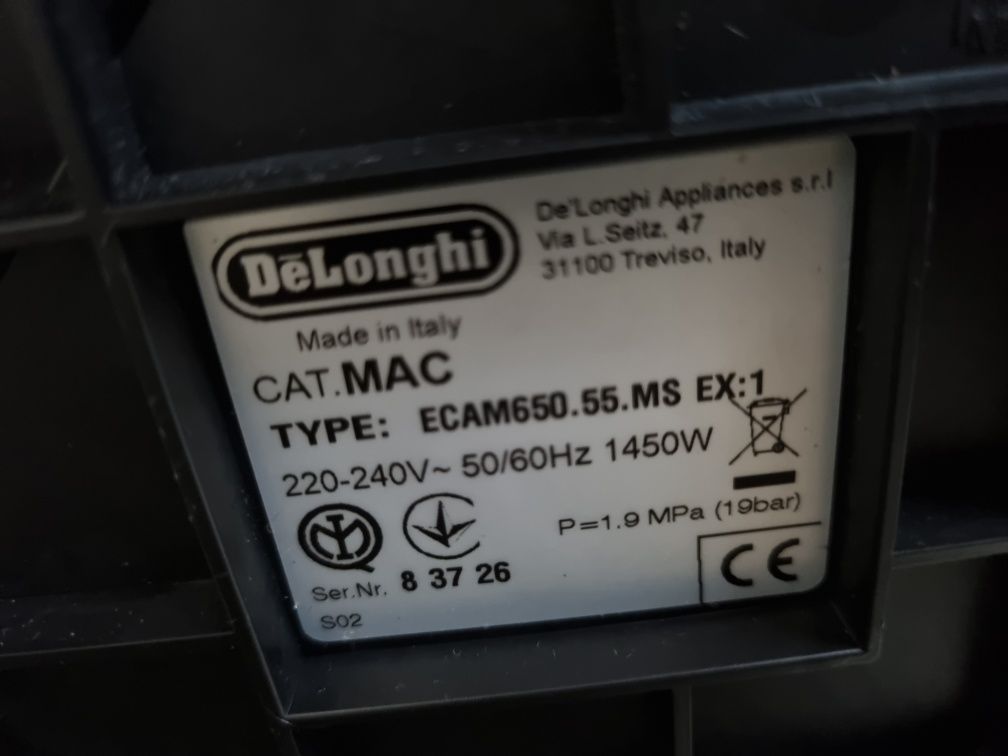 DēLonghi
De'Longhi Appliances s.r.l
Via L.Seitz, 47
31100 Treviso, Italy
Made in Italy
CAT.MAC
TYPE: ECAM650.55.MS EX:1
220-240V~ 50/60Hz 1450W
P=1.9 MPa (19bar)
IMQ
CE
Ser.Nr. 8 37 26
S02